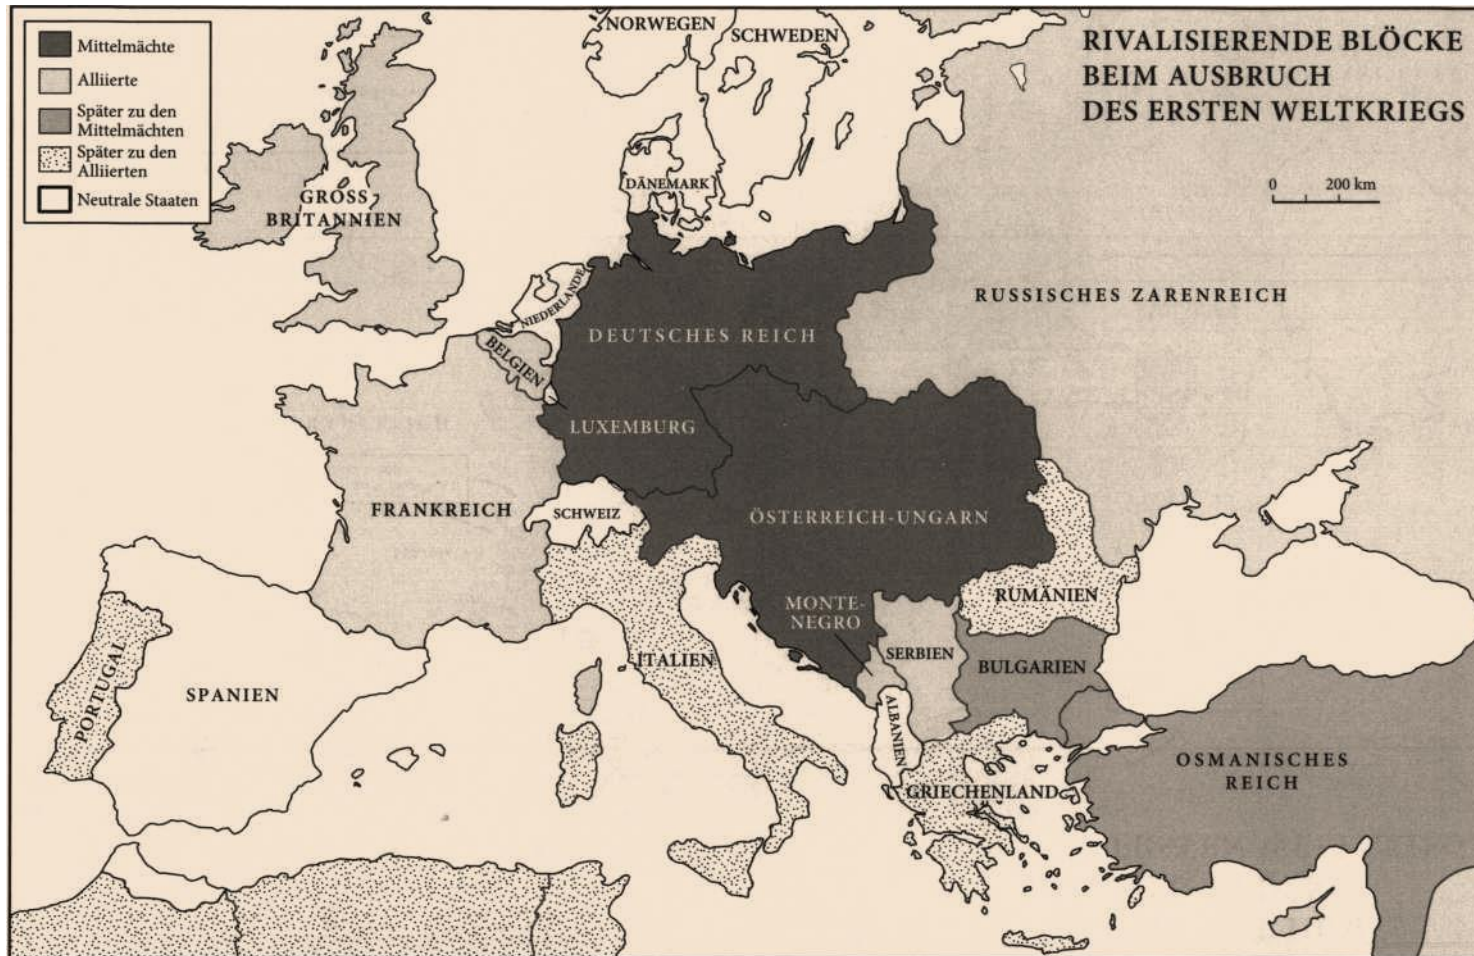 Mittelmächte
Alliierte
Später zu den
Mittelmächten
Später zu den
Alliierten
Neutrale Staaten
RIVALISIERENDE BLÖCKE
BEIM AUSBRUCH
DES ERSTEN WELTKRIEGS
0 200 km
NORWEGEN
SCHWEDEN
DÄNEMARK
GROSS
BRITANNIEN
NIEDERLANDE
BELGIEN
DEUTSCHES REICH
RUSSISCHES ZARENREICH
LUXEMBURG
FRANKREICH
SCHWEIZ
ÖSTERREICH-UNGARN
MONTE-
NEGRO
RUMÄNIEN
SERBIEN
BULGARIEN
ITALIEN
PORTUGAL
SPANIEN
ALBANIEN
GRIECHENLAND
OSMANISCHES
REICH